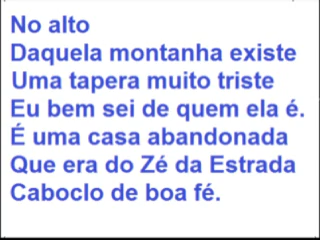 No alto
Daquela montanha existe
Uma tapera muito triste
Eu bem sei de quem ela é.
É uma casa abandonada
Que era do Zé da Estrada
Caboclo de boa fé.